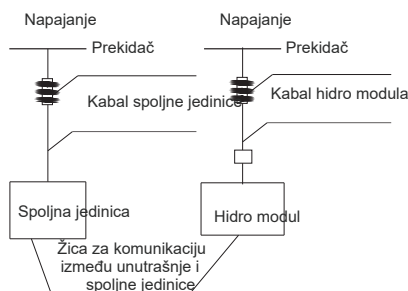 Napajanje
Napajanje
Prekidač
Prekidač
Kabal spoljne jedinice
Kabal hidro modula
Spoljna jedinica
Hidro modul
Žica za komunikaciju
između unutrašnje i
spoljne jedinice